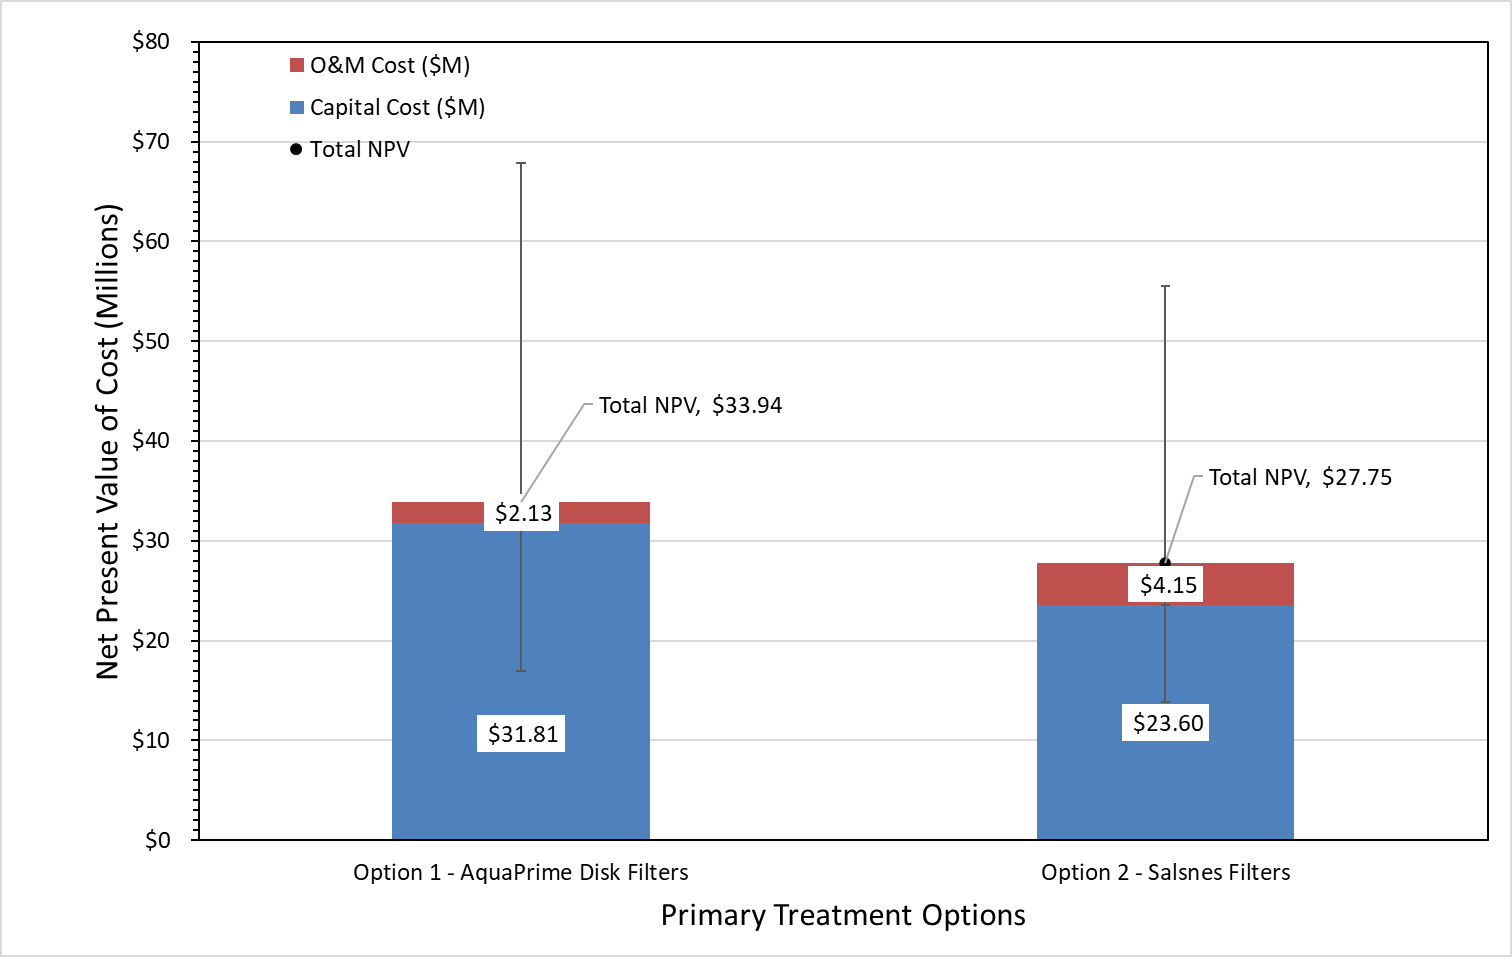 $80
$70
$60
$50
$40
$30
$20
$10
$0
Net Present Value of Cost (Millions)
O&M Cost ($M)
Capital Cost ($M)
Total NPV
Total NPV, $33.94
$2.13
$31.81
Total NPV, $27.75
$4.15
$23.60
Option 1 - AquaPrime Disk Filters
Option 2 - Salsnes Filters
Primary Treatment Options